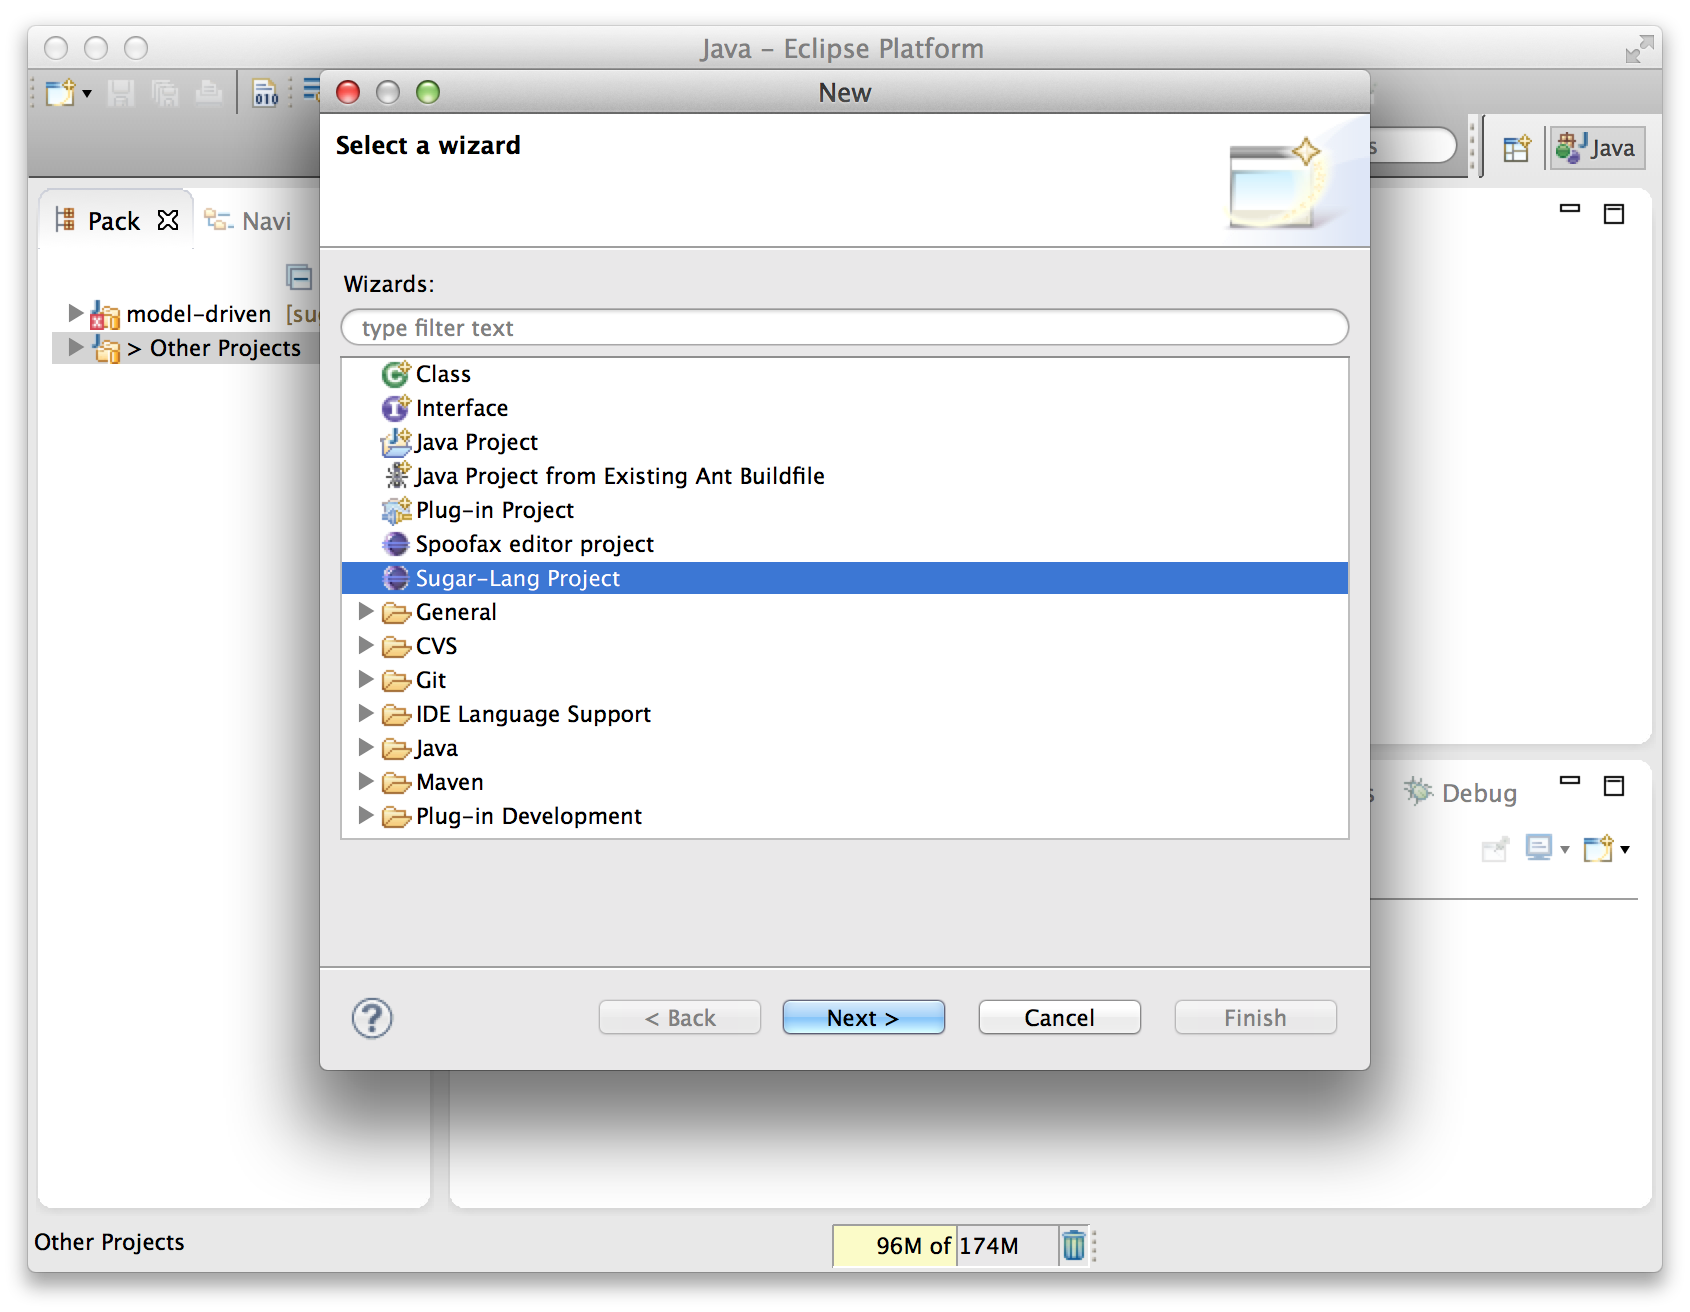 Java – Eclipse Platform
010
New
Select a wizard
Java
Pack
Navi
Wizards:
type filter text
model-driven
> Other Projects
Class
Interface
Java Project
Java Project from Existing Ant Buildfile
Plug-in Project
Spoofax editor project
Sugar-Lang Project
General
CVS
Git
IDE Language Support
Java
Maven
Plug-in Development
Debug
?
< Back
Next >
Cancel
Finish
Other Projects
96M of 174M